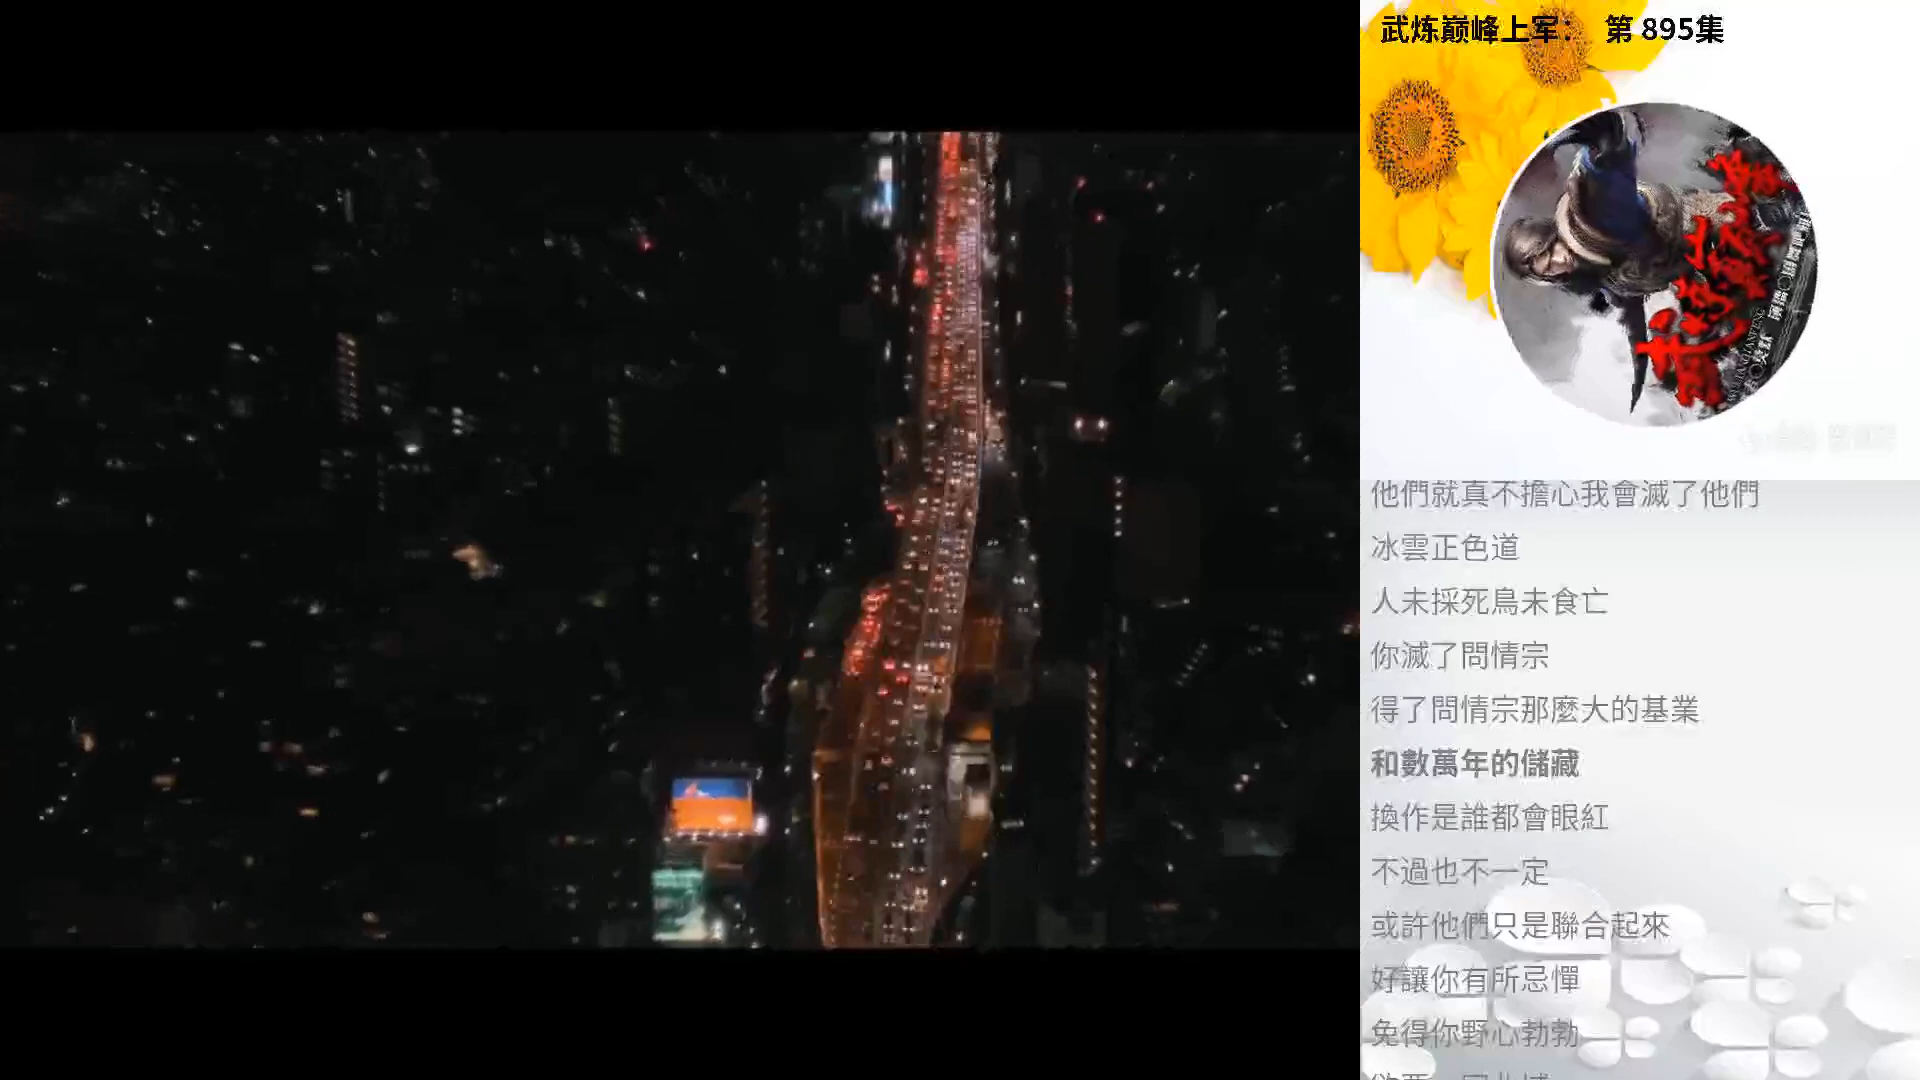 武炼巅峰上军： 第 895集
武煉巔峰
他們就真不擔心我會滅了他們
冰雲正色道
人未採死鳥未食亡
你滅了問情宗
得了問情宗那麼大的基業
和數萬年的儲藏
換作是誰都會眼紅
不過也不一定
或許他們只是聯合起來
好讓你有所忌憚
免得你野心勃勃